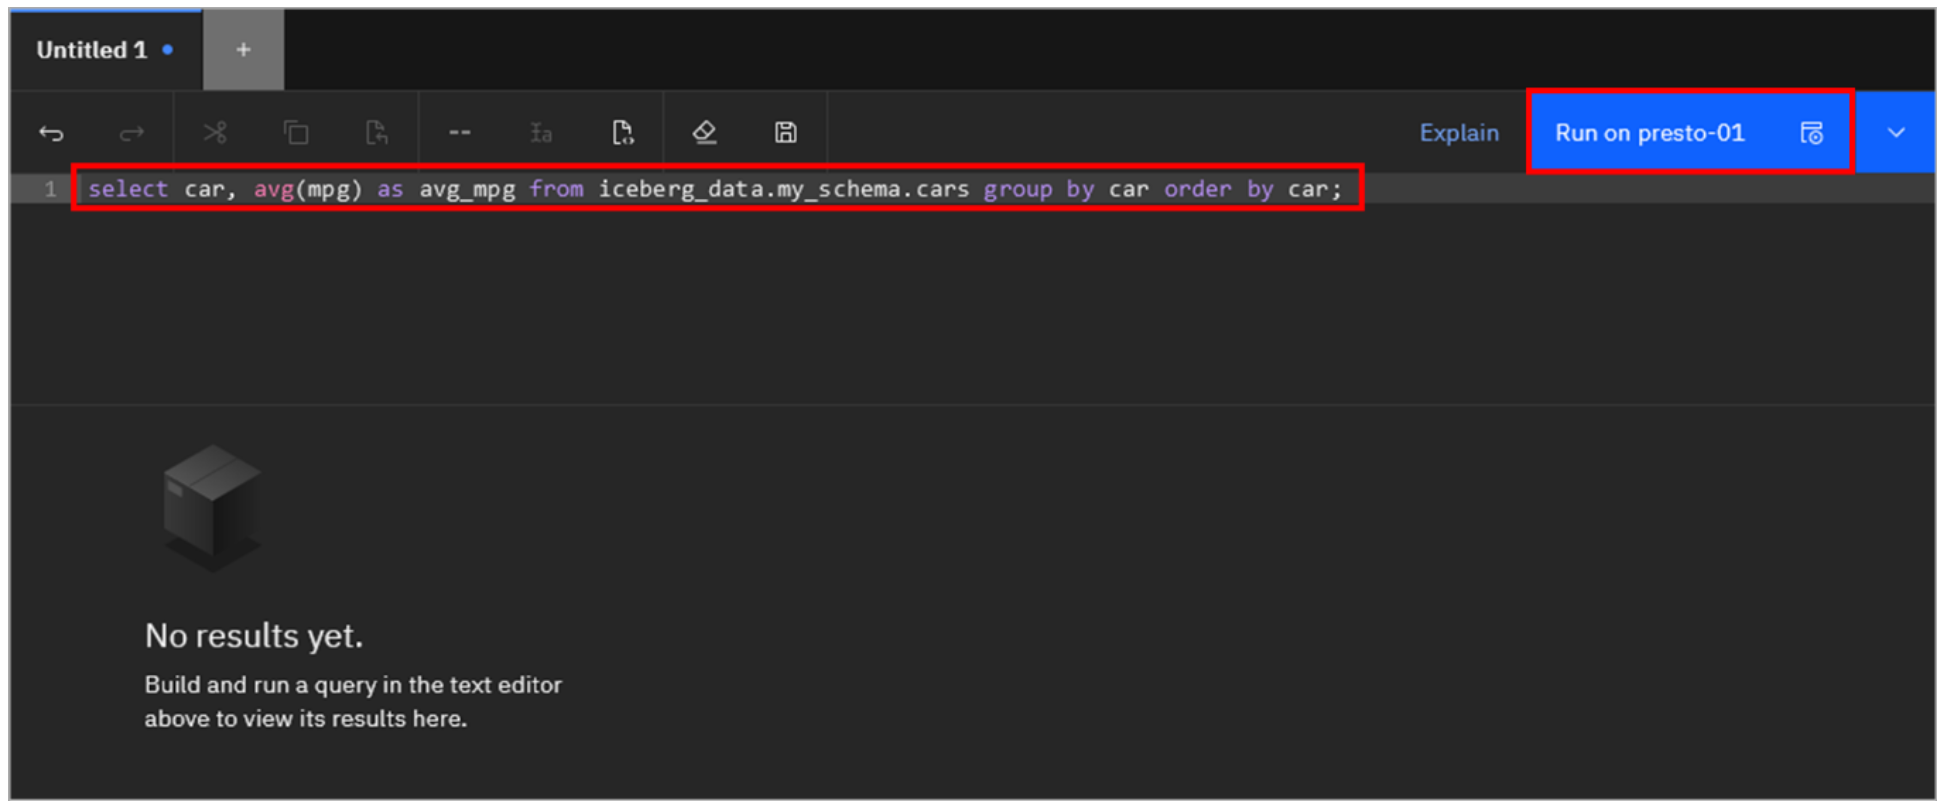 Untitled 1
+
-- Ɪa Explain Run on presto-01
1 select car, avg(mpg) as avg_mpg from iceberg_data.my_schema.cars group by car order by car;
No results yet.
Build and run a query in the text editor
above to view its results here.